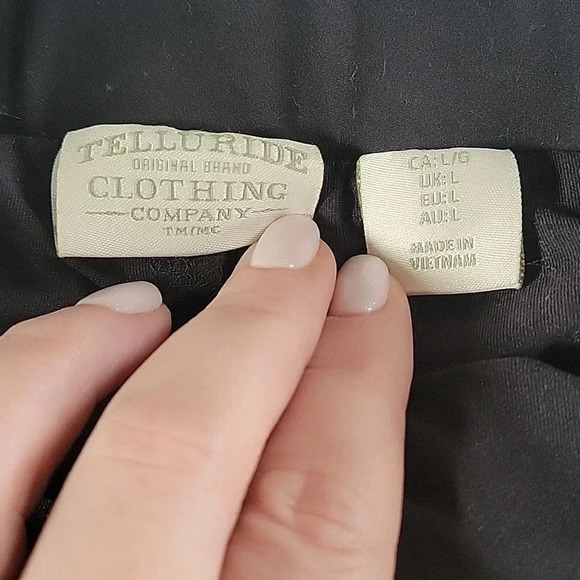 TELLURIDE
ORIGINAL BRAND
CLOTHING
COMPANY
TM/MC
CA: L/G
UK: L
EU: L
AU: L
MADE IN
VIETNAM